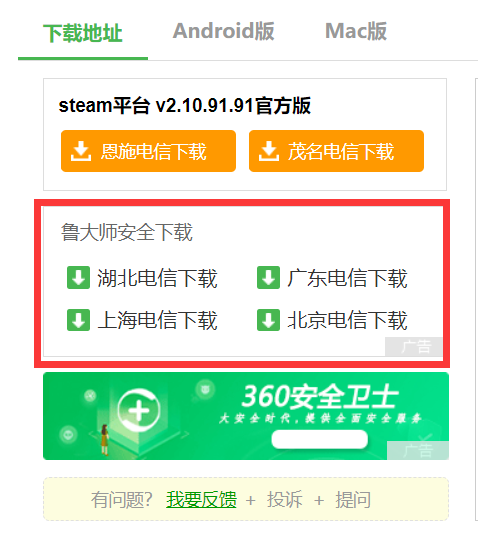 下载地址 Android版 Mac版
steam平台 v2.10.91.91官方版
恩施电信下载 茂名电信下载
鲁大师安全下载
湖北电信下载 广东电信下载
上海电信下载 北京电信下载
广告
360安全卫士
大安全时代,提供全面安全服务
广告
有问题? 我要反馈 + 投诉 + 提问